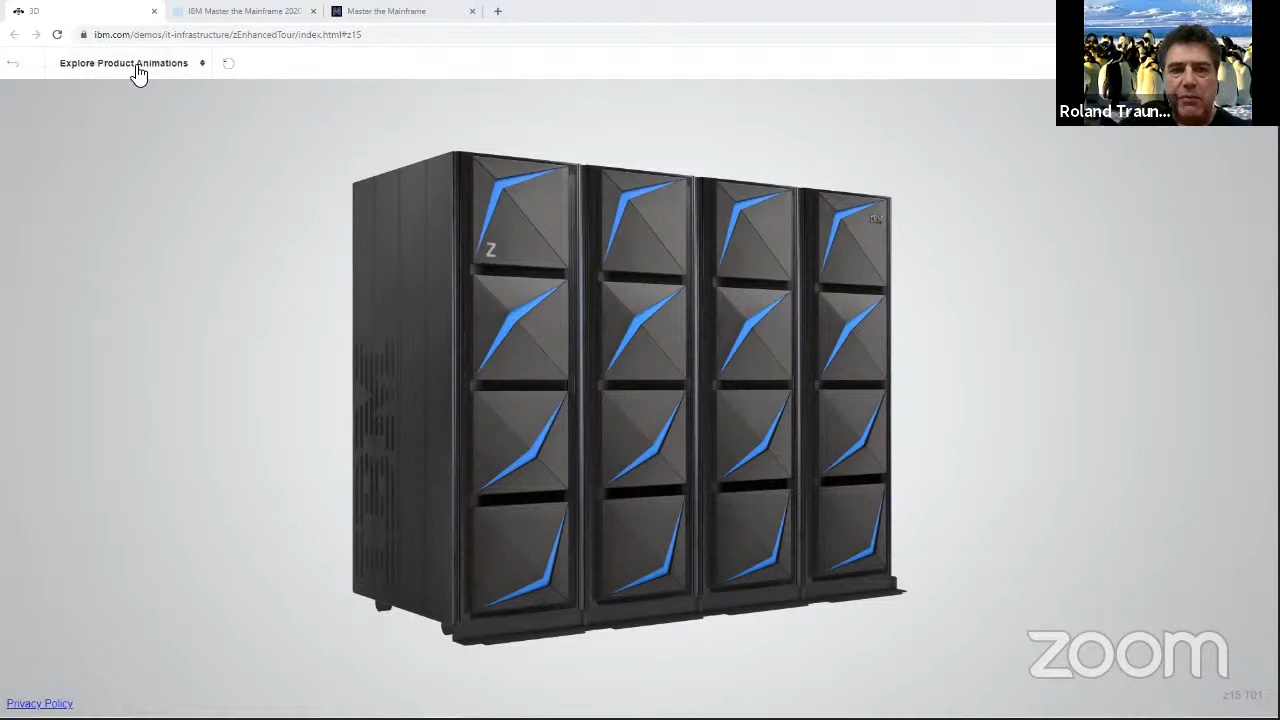 3D
IBM Master the Mainframe 2020
Master the Mainframe
ibm.com/demos/it-infrastructure/zEnhancedTour/index.html#z15
Explore Product Animations
Roland Traun...
IBM
Z
IBM
zoom
z15 T01
Privacy Policy